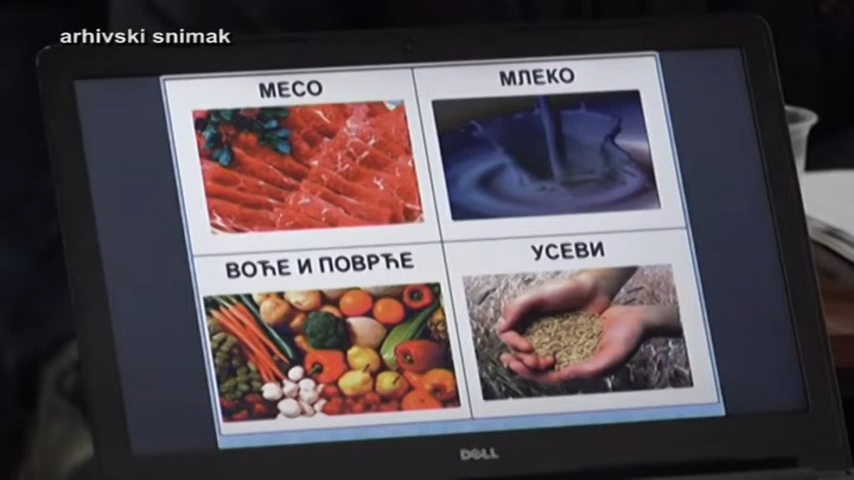 arhivski snimak
МЕСО
МЛЕКО
ВОЋЕ И ПОВРЋЕ
УСЕВИ
DELL